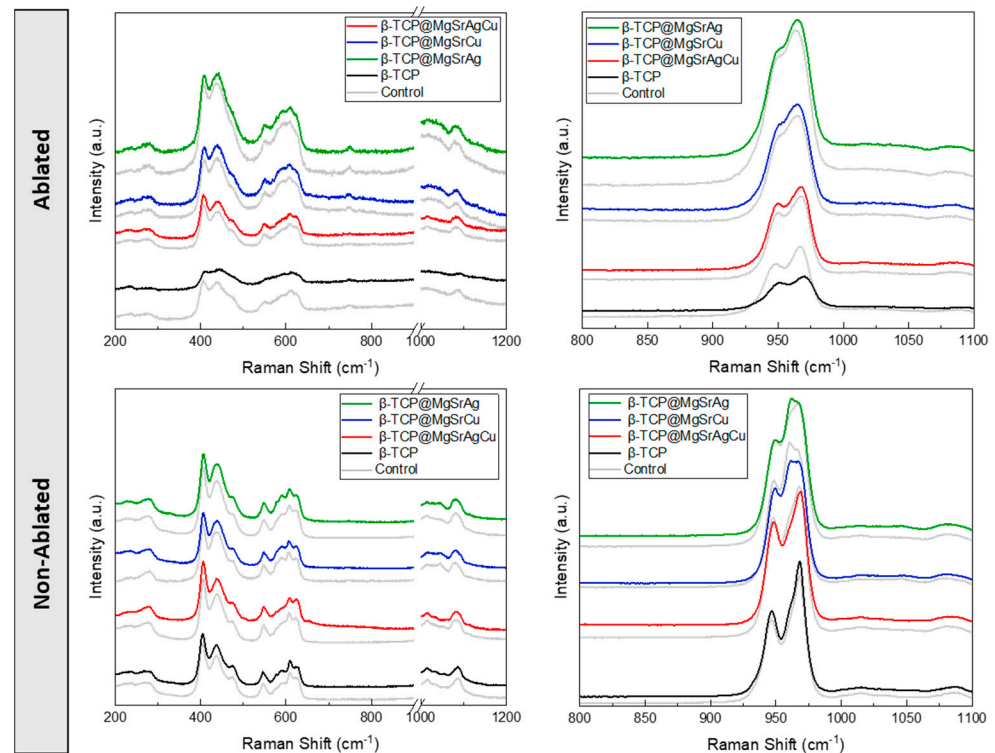 Ablated
Intensity (a.u.)
β-TCP@MgSrAgCu
β-TCP@MgSrCu
β-TCP@MgSrAg
β-TCP
Control
200 400 600 800 1000 1200
Raman Shift (cm-1)
Intensity (a.u.)
β-TCP@MgSrAg
β-TCP@MgSrCu
β-TCP@MgSrAgCu
β-TCP
Control
800 850 900 950 1000 1050 1100
Raman Shift (cm-1)
Non-Ablated
Intensity (a.u.)
β-TCP@MgSrAg
β-TCP@MgSrCu
β-TCP@MgSrAgCu
β-TCP
Control
200 400 600 800 1000 1200
Raman Shift (cm-1)
Intensity (a.u.)
β-TCP@MgSrAg
β-TCP@MgSrCu
β-TCP@MgSrAgCu
β-TCP
Control
800 850 900 950 1000 1050 1100
Raman Shift (cm-1)